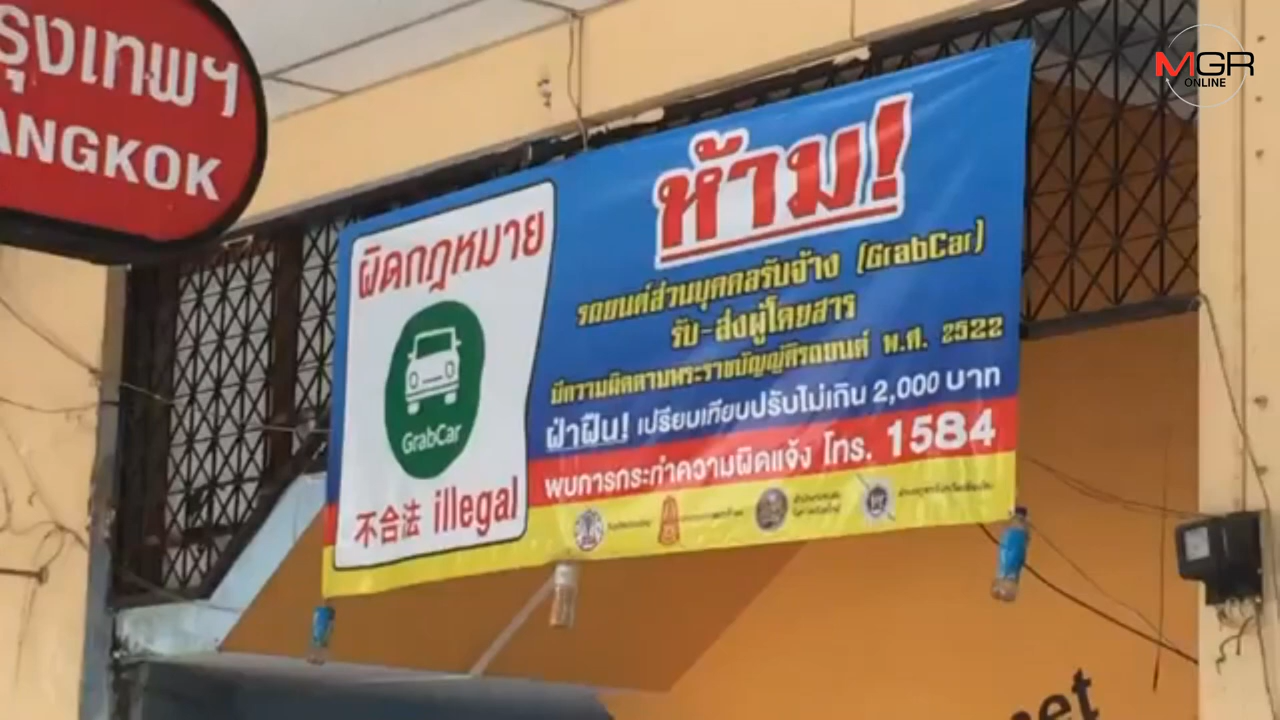 รุงเทพฯ
ANGKOK
MGR
ONLINE
ห้าม!
รถยนต์ส่วนบุคคลรับจ้าง (GrabCar)
รับ-ส่งผู้โดยสาร
มีความผิดตามพระราชบัญญัติรถยนต์ พ.ศ. 2522
ฝ่าฝืน! เปรียบเทียบปรับไม่เกิน 2,000 บาท
พบการกระทำความผิดแจ้ง โทร. 1584
ผิดกฎหมาย
GrabCar
不合法 illegal
et